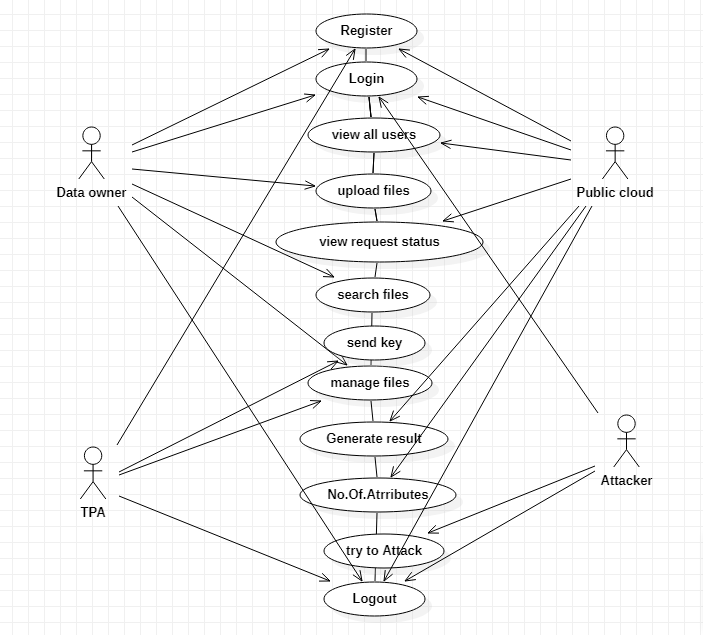 Register
Login
view all users
Data owner
upload files
Public cloud
view request status
search files
send key
manage files
Generate result
Attacker
No.Of.Atrributes
TPA
try to Attack
Logout